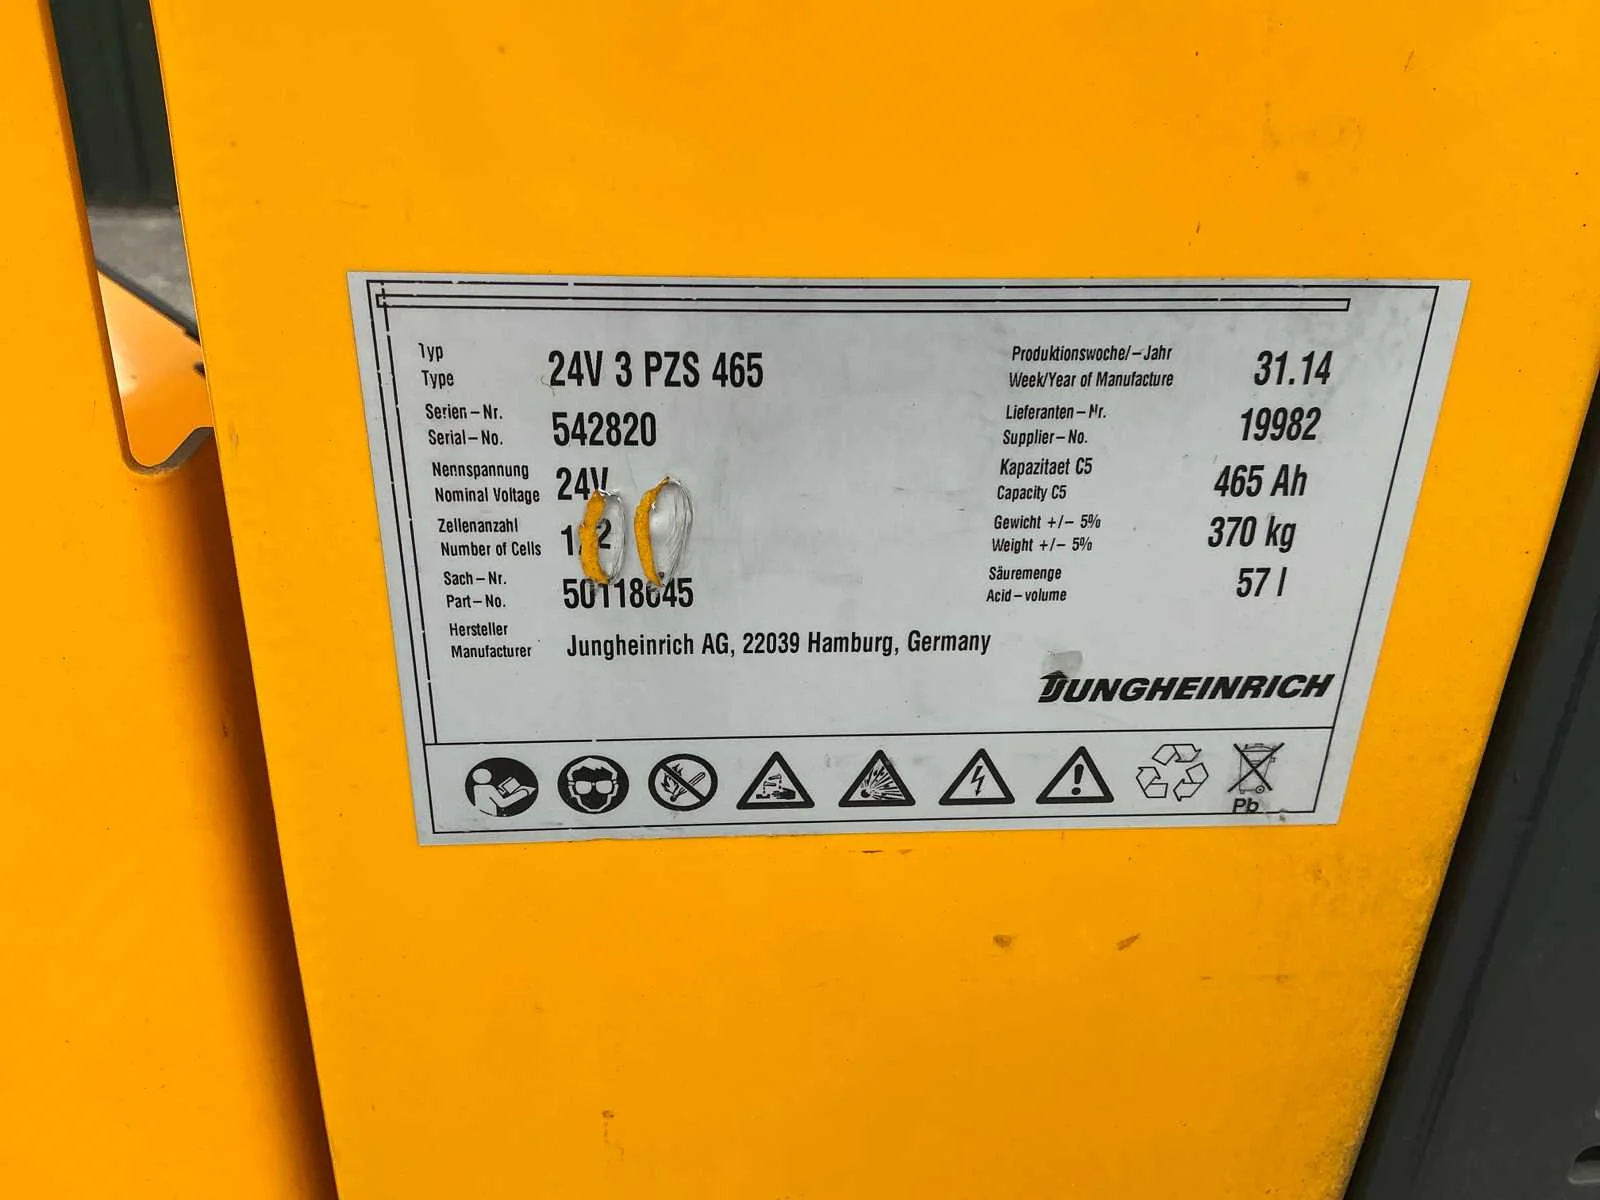 Typ
Type
24V 3 PZS 465
Serien-Nr.
Serial-No.
542820
Nennspannung
Nominal Voltage
24V
Zellenanzahl
Number of Cells
12
Sach-Nr.
Part-No.
50118645
Hersteller
Manufacturer
Jungheinrich AG, 22039 Hamburg, Germany
Produktionswoche/-Jahr
Week/Year of Manufacture
31.14
Lieferanten-Nr.
Supplier-No.
19982
Kapazitaet C5
Capacity C5
465 Ah
Gewicht +/- 5%
Weight +/- 5%
370 kg
Säuremenge
Acid-volume
57 l
JUNGHEINRICH
Pb